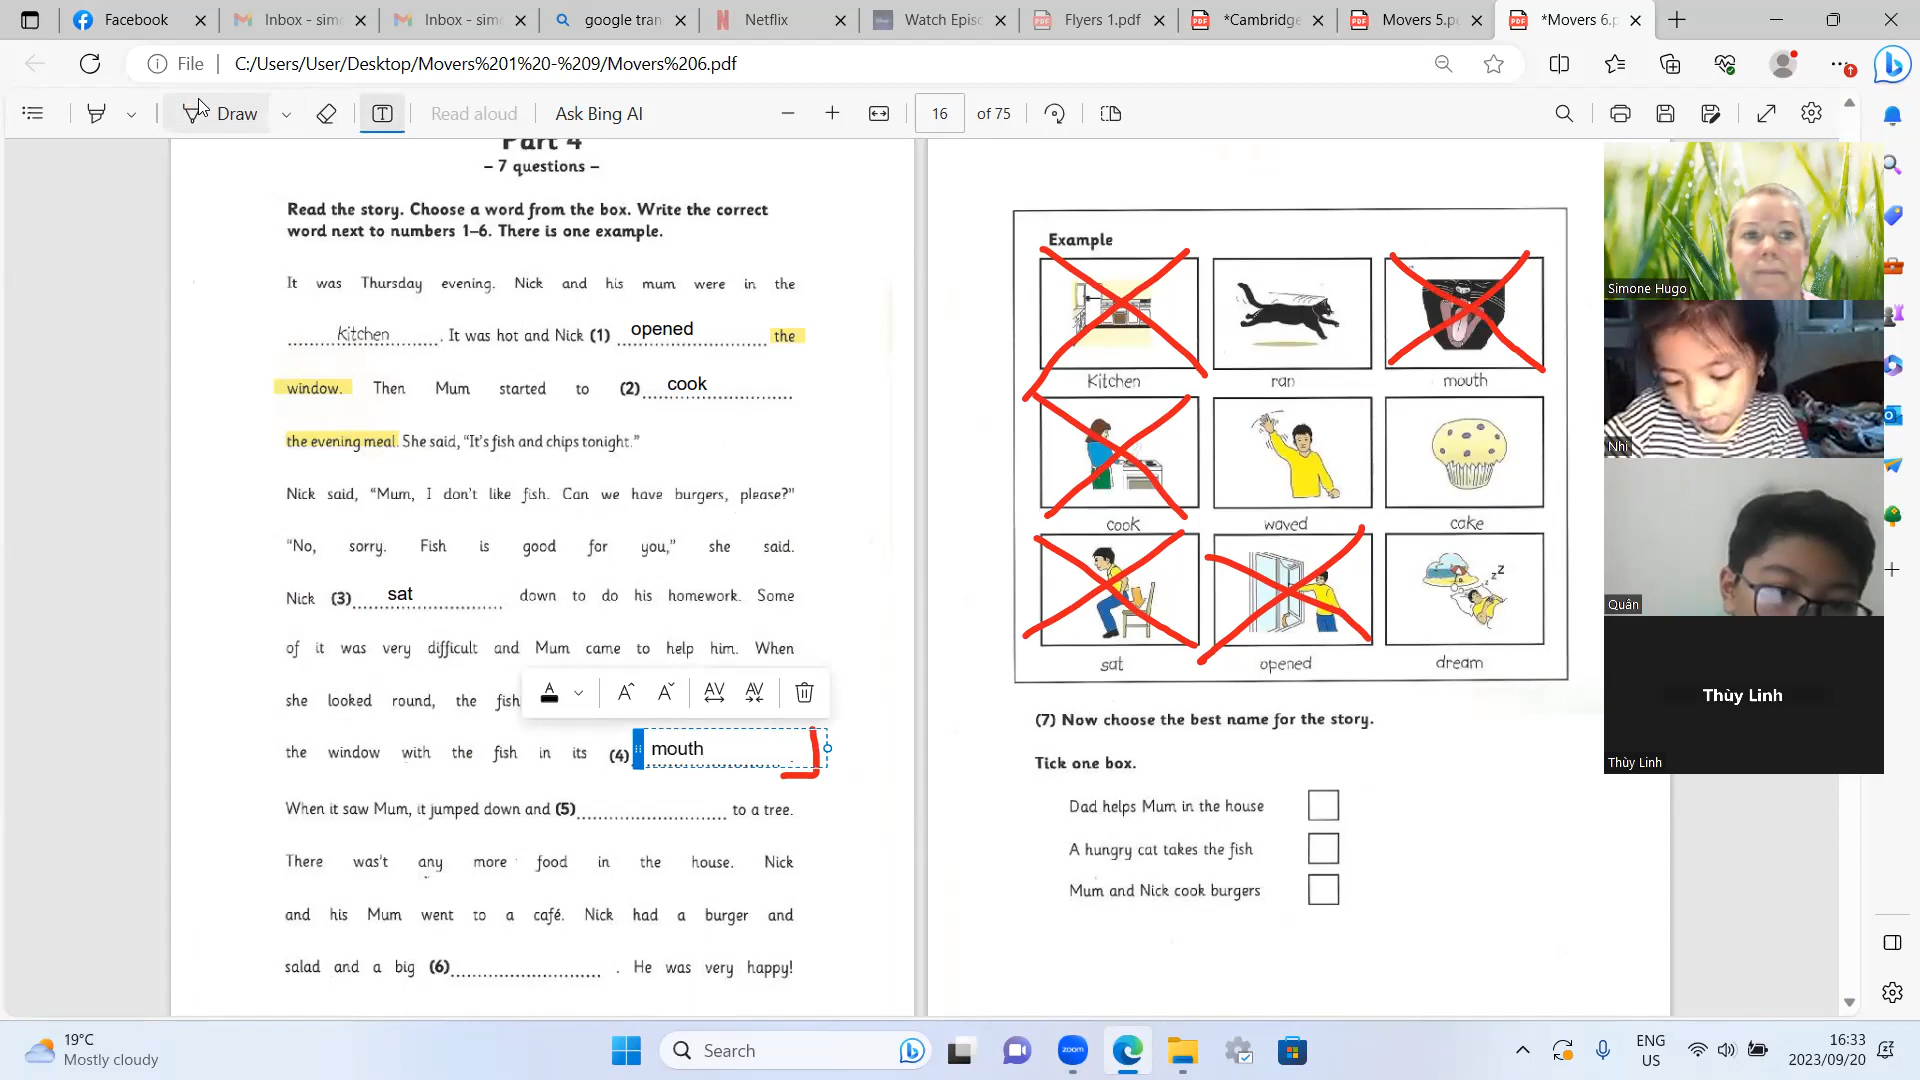 Facebook
Inbox - sim
Inbox - sim
google tran
Netflix
Watch Epis
Flyers 1.pdf
*Cambridge
Movers 5.p
*Movers 6.p
File
C:/Users/User/Desktop/Movers%201%20-%209/Movers%206.pdf
Draw
Read aloud
Ask Bing AI
16 of 75
Part 4
– 7 questions –
Read the story. Choose a word from the box. Write the correct
word next to numbers 1–6. There is one example.
It was Thursday evening. Nick and his mum were in the
Kitchen. It was hot and Nick (1) opened the
window. Then Mum started to (2) cook
the evening meal. She said, “It's fish and chips tonight.”
Nick said, “Mum, I don't like fish. Can we have burgers, please?”
“No, sorry. Fish is good for you,” she said.
Nick (3) sat down to do his homework. Some
of it was very difficult and Mum came to help him. When
she looked round, the fish
the window with the fish in its (4) mouth
When it saw Mum, it jumped down and (5) to a tree.
There was't any more food in the house. Nick
and his Mum went to a café. Nick had a burger and
salad and a big (6) . He was very happy!
Example
Kitchen
ran
mouth
cook
waved
cake
sat
opened
dream
(7) Now choose the best name for the story.
Tick one box.
Dad helps Mum in the house
A hungry cat takes the fish
Mum and Nick cook burgers
Simone Hugo
Nhi
Quân
Thùy Linh
Thùy Linh
19°C
Mostly cloudy
Search
zoom
ENG
US
16:33
2023/09/20